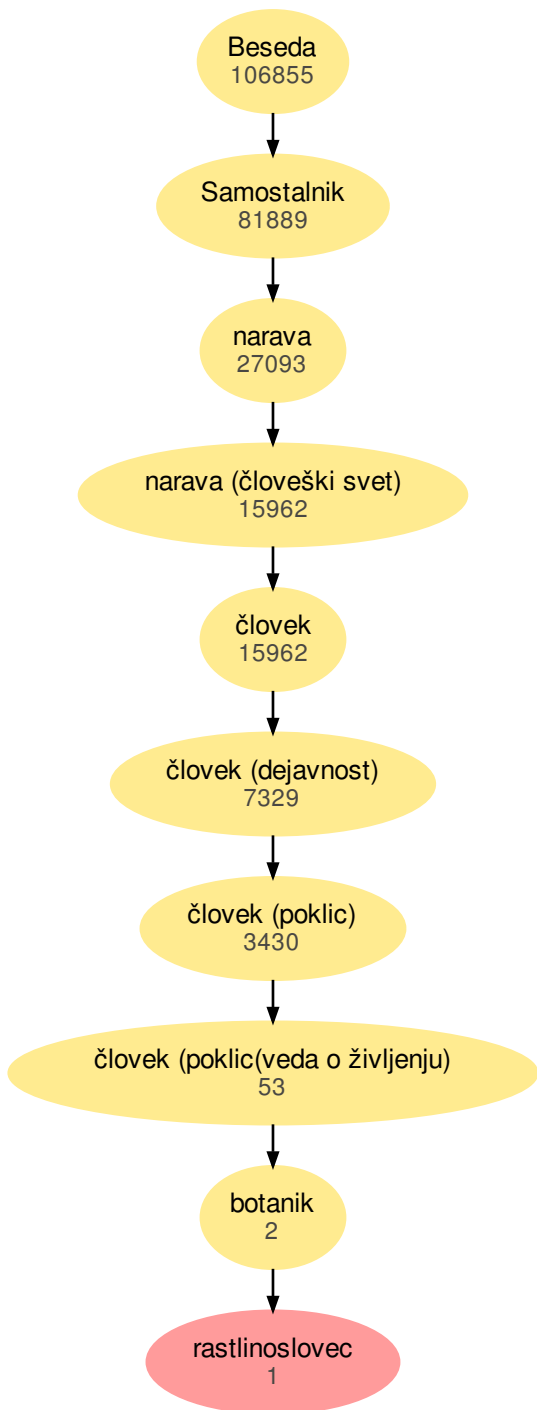 Beseda
106855
Samostalnik
81889
narava
27093
narava (človeški svet)
15962
človek
15962
človek (dejavnost)
7329
človek (poklic)
3430
človek (poklic(veda o življenju)
53
botanik
2
rastlinoslovec
1